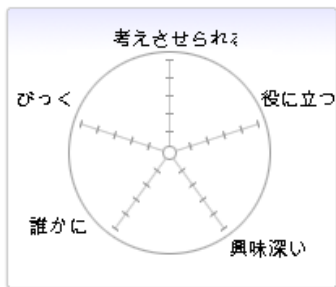 考えさせられる
びっく
役に立つ
誰かに
興味深い